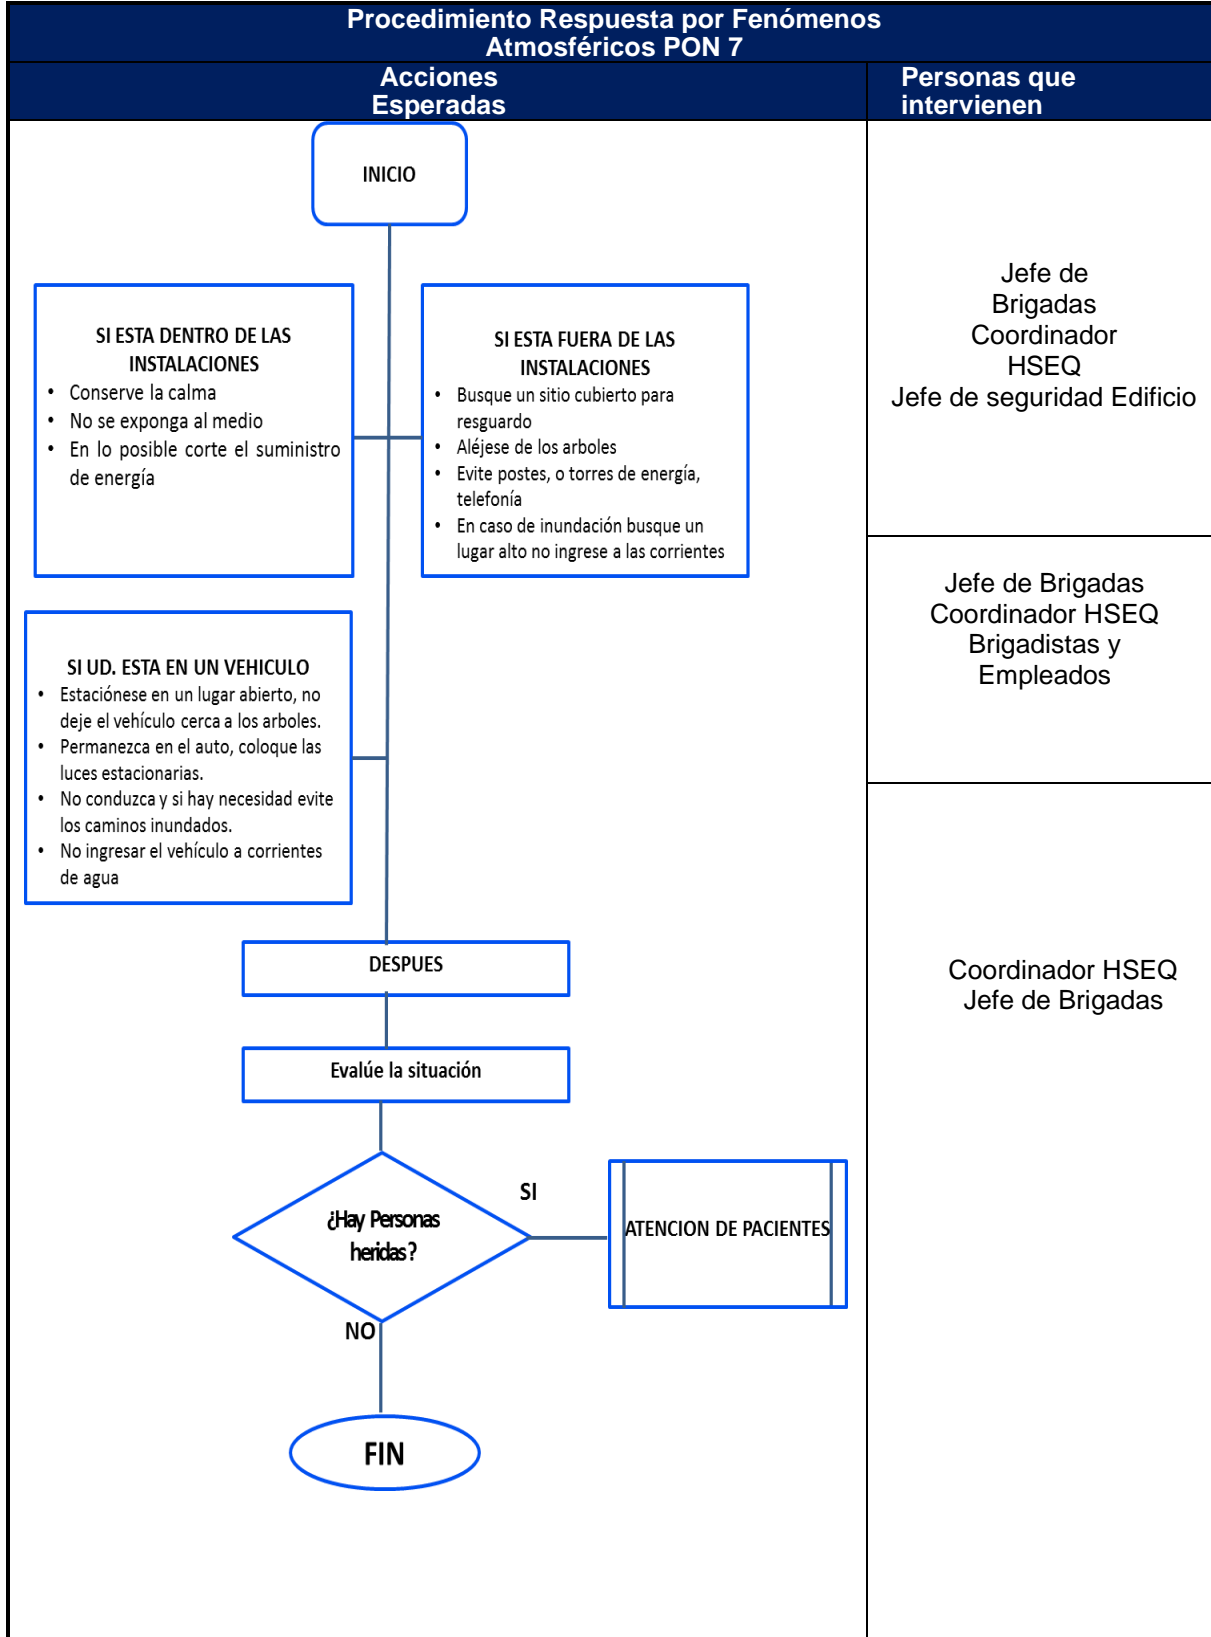 Procedimiento Respuesta por Fenómenos
Atmosféricos PON 7
Acciones
Esperadas
Personas que
intervienen
INICIO
SI ESTA DENTRO DE LAS
INSTALACIONES
• Conserve la calma
• No se exponga al medio
• En lo posible corte el suministro
de energía
SI ESTA FUERA DE LAS
INSTALACIONES
• Busque un sitio cubierto para
resguardo
• Aléjese de los arboles
• Evite postes, o torres de energía,
telefonía
• En caso de inundación busque un
lugar alto no ingrese a las corrientes
Jefe de
Brigadas
Coordinador
HSEQ
Jefe de seguridad Edificio
SI UD. ESTA EN UN VEHICULO
• Estaciónese en un lugar abierto, no
deje el vehículo cerca a los arboles.
• Permanezca en el auto, coloque las
luces estacionarias.
• No conduzca y si hay necesidad evite
los caminos inundados.
• No ingresar el vehículo a corrientes
de agua
Jefe de Brigadas
Coordinador HSEQ
Brigadistas y
Empleados
DESPUES
Evalúe la situación
¿Hay Personas
heridas?
SI
ATENCION DE PACIENTES
NO
FIN
Coordinador HSEQ
Jefe de Brigadas